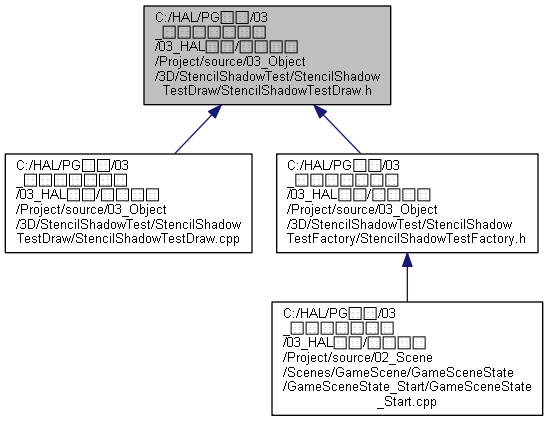 C:/HAL/PG□□/03
_□□□□□□□
/03_HAL□□/□□□□
/Project/source/03_Object
/3D/StencilShadowTest/StencilShadow
TestDraw/StencilShadowTestDraw.h
C:/HAL/PG□□/03
_□□□□□□□
/03_HAL□□/□□□□
/Project/source/03_Object
/3D/StencilShadowTest/StencilShadow
TestDraw/StencilShadowTestDraw.cpp
C:/HAL/PG□□/03
_□□□□□□□
/03_HAL□□/□□□□
/Project/source/03_Object
/3D/StencilShadowTest/StencilShadow
TestFactory/StencilShadowTestFactory.h
C:/HAL/PG□□/03
_□□□□□□□
/03_HAL□□/□□□□
/Project/source/02_Scene
/Scenes/GameScene/GameSceneState
/GameSceneState_Start/GameSceneState
_Start.cpp